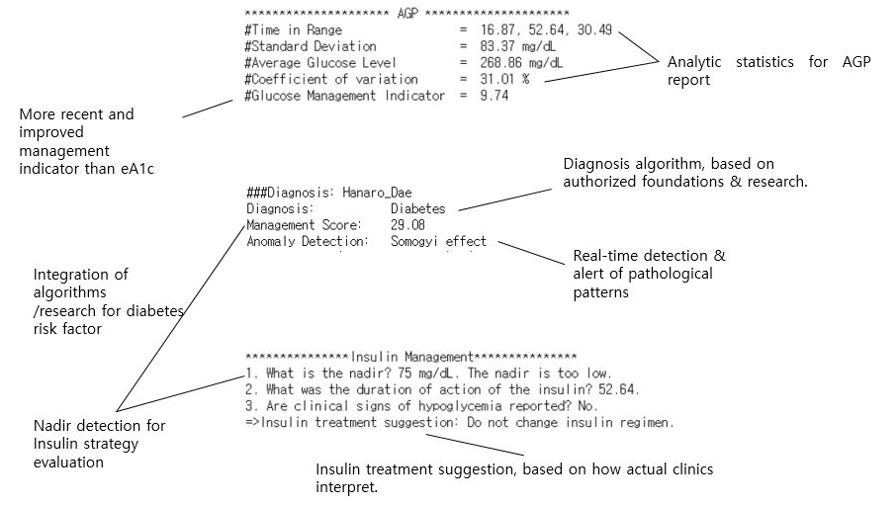 ********************* AGP *********************
#Time in Range = 16.87, 52.64, 30.49
#Standard Deviation = 83.37 mg/dL
#Average Glucose Level = 268.86 mg/dL
#Coefficient of variation = 31.01 %
#Glucose Management Indicator = 9.74
Analytic statistics for AGP
report
More recent and
improved
management
indicator than eA1c
Diagnosis algorithm, based on
authorized foundations & research.
###Diagnosis: Hanaro_Dae
Diagnosis: Diabetes
Management Score: 29.08
Anomaly Detection: Somogyi effect
Real-time detection &
alert of pathological
patterns
Integration of
algorithms
/research for diabetes
risk factor
***************Insulin Management***************
1. What is the nadir? 75 mg/dL. The nadir is too low.
2. What was the duration of action of the insulin? 52.64.
3. Are clinical signs of hypoglycemia reported? No.
=>Insulin treatment suggestion: Do not change insulin regimen.
Nadir detection for
Insulin strategy
evaluation
Insulin treatment suggestion, based on how actual clinics
interpret.